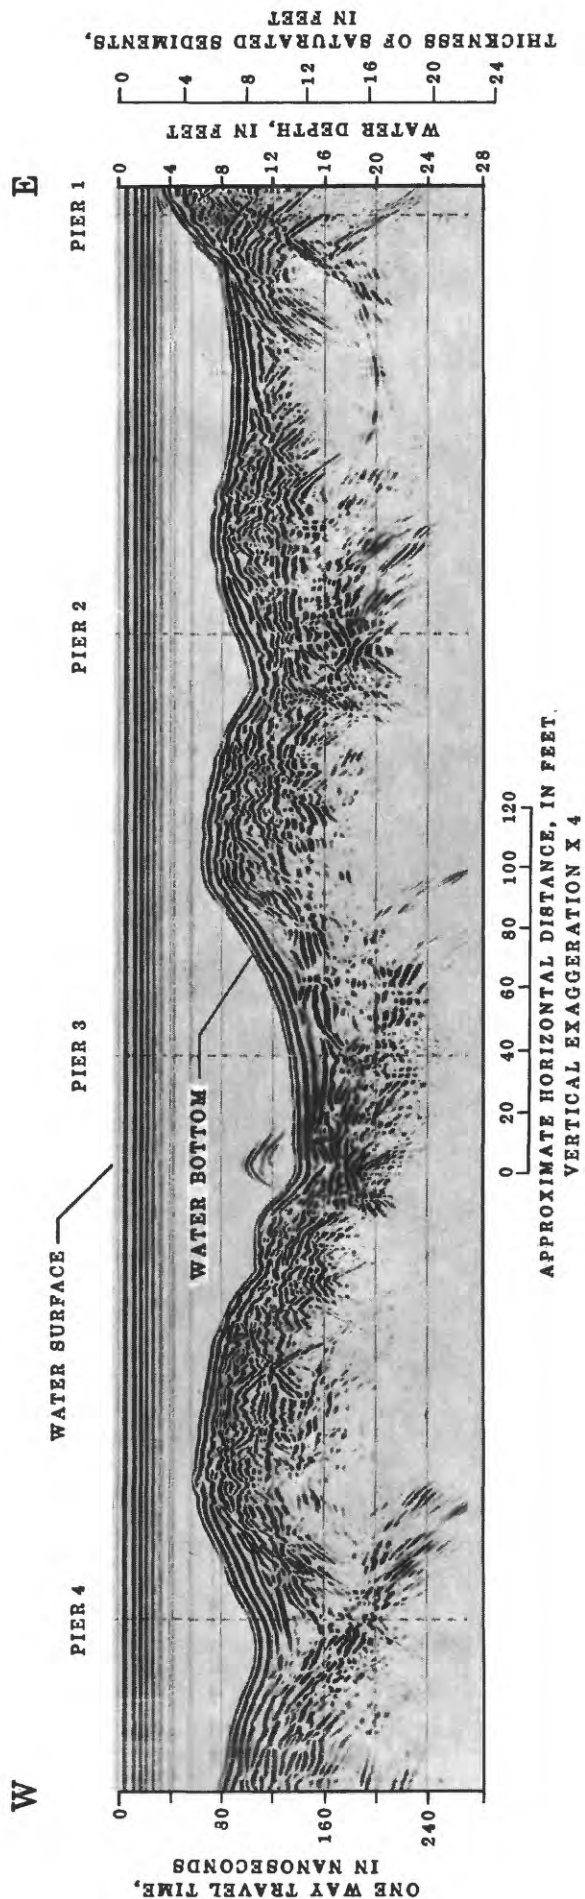 W
E
WATER SURFACE
PIER 4
PIER 3
PIER 2
PIER 1
WATER BOTTOM
ONE WAY TRAVEL TIME,
IN NANOSECONDS
0
80
160
240
WATER DEPTH, IN FEET
0
4
8
12
16
20
24
28
THICKNESS OF SATURATED SEDIMENTS,
IN FEET
0
4
8
12
16
20
24
0 20 40 60 80 100 120
APPROXIMATE HORIZONTAL DISTANCE, IN FEET.
VERTICAL EXAGGERATION X 4